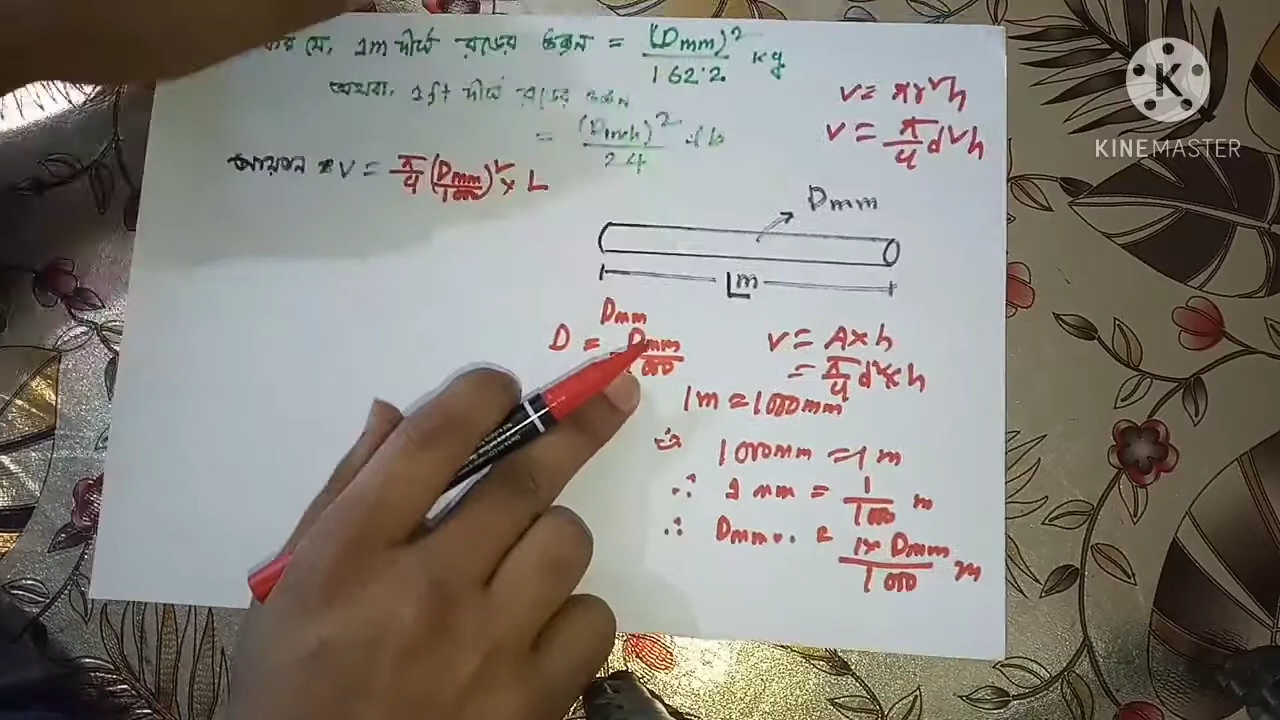 যে, 1m দীর্ঘ রডের ওজন = (Dmm)² / 162.2 kg
অথবা, 1ft দীর্ঘ রডের ওজন
= ()² / 24
V = πr²h
V = π/4 d²h
আয়তন V = π/4 (Dmm/1000)² × L
K
KINEMASTER
Dmm
Lm
Dmm
D = Dmm/1000
V = A×h
= π/4 d²×h
1m = 1000mm
1000mm = 1m
∴ 1 mm = 1/1000 m
∴ Dmm = 1× Dmm / 1000 m